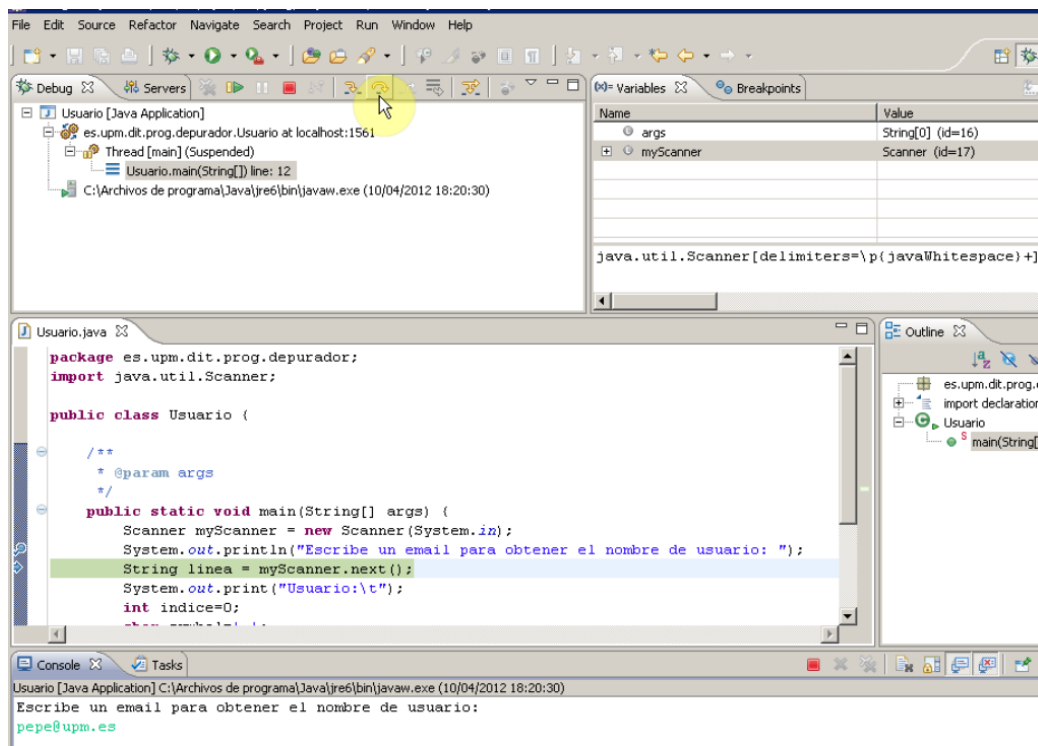 File Edit Source Refactor Navigate Search Project Run Window Help
Debug Servers
Usuario [Java Application]
es.upm.dit.prog.depurador.Usuario at localhost:1561
Thread [main] (Suspended)
Usuario.main(String[]) line: 12
C:\Archivos de programa\Java\jre6\bin\javaw.exe (10/04/2012 18:20:30)
(x)= Variables Breakpoints
Name Value
args String[0] (id=16)
myScanner Scanner (id=17)
java.util.Scanner[delimiters=\p{javaWhitespace}+]
Usuario.java
package es.upm.dit.prog.depurador;
import java.util.Scanner;
public class Usuario {
/**
* @param args
*/
public static void main(String[] args) {
Scanner myScanner = new Scanner(System.in);
System.out.println("Escribe un email para obtener el nombre de usuario: ");
String linea = myScanner.next();
System.out.print("Usuario:\t");
int indice=0;
Outline
es.upm.dit.prog.
import declaration
Usuario
main(String[
Console Tasks
Usuario [Java Application] C:\Archivos de programa\Java\jre6\bin\javaw.exe (10/04/2012 18:20:30)
Escribe un email para obtener el nombre de usuario:
pepe@upm.es